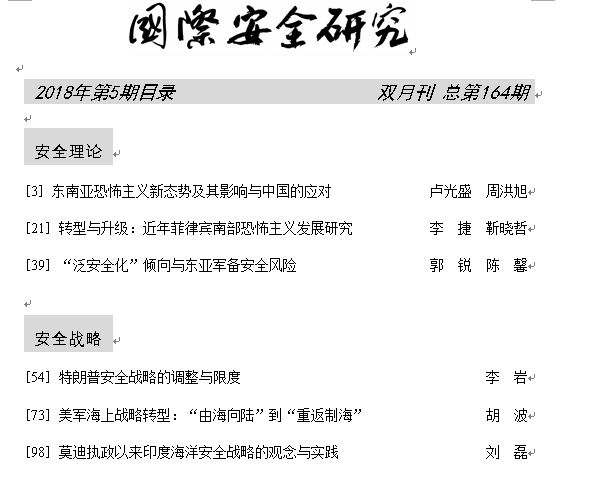 國際安全研究
2018年第5期目录 双月刊 总第164期
安全理论
[3] 东南亚恐怖主义新态势及其影响与中国的应对 卢光盛 周洪旭
[21] 转型与升级：近年菲律宾南部恐怖主义发展研究 李 捷 靳晓哲
[39] “泛安全化”倾向与东亚军备安全风险 郭 锐 陈 馨
安全战略
[54] 特朗普安全战略的调整与限度 李 岩
[73] 美军海上战略转型：“由海向陆”到“重返制海” 胡 波
[98] 莫迪执政以来印度海洋安全战略的观念与实践 刘 磊